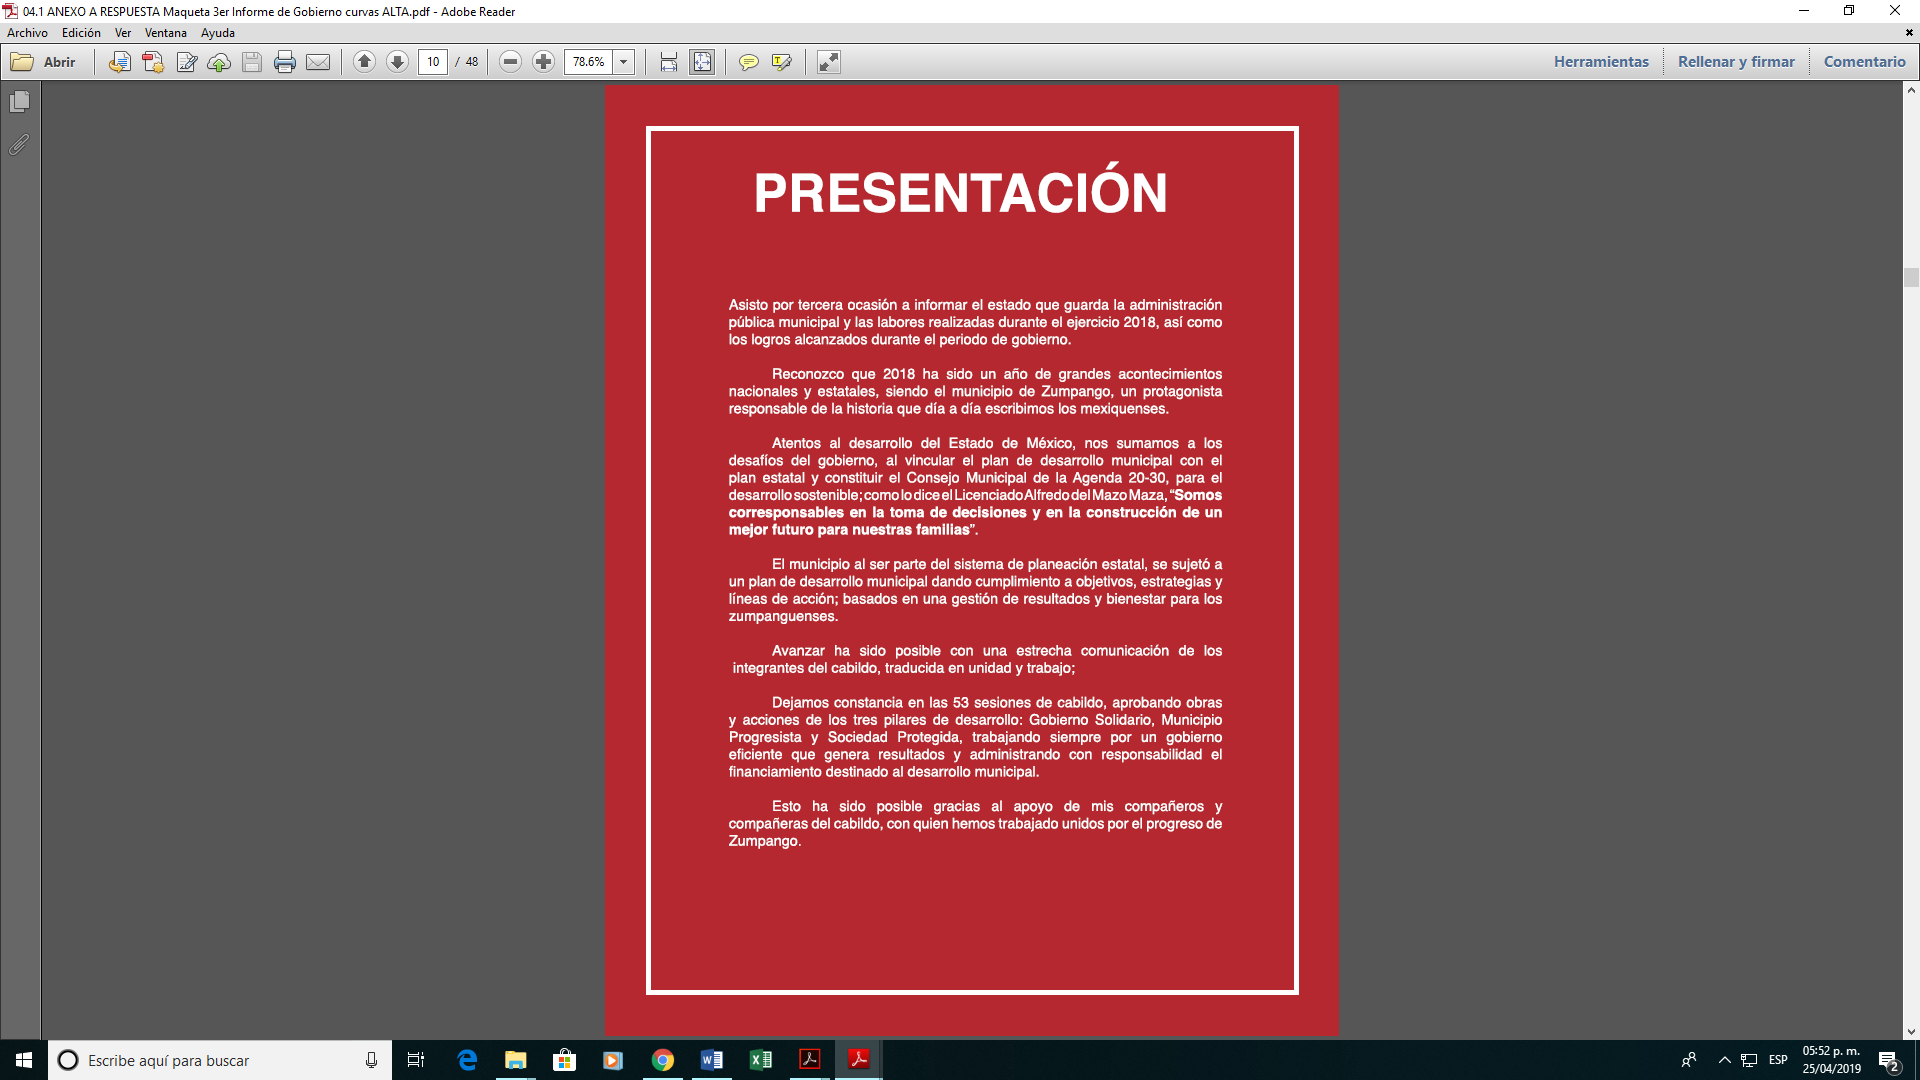 04.1 ANEXO A RESPUESTA Maqueta 3er Informe de Gobierno curvas ALTA.pdf - Adobe Reader
Archivo Edición Ver Ventana Ayuda
Abrir 10 / 48 78.6% Herramientas Rellenar y firmar Comentario
PRESENTACIÓN
Asisto por tercera ocasión a informar el estado que guarda la administración
pública municipal y las labores realizadas durante el ejercicio 2018, así como
los logros alcanzados durante el periodo de gobierno.
Reconozco que 2018 ha sido un año de grandes acontecimientos
nacionales y estatales, siendo el municipio de Zumpango, un protagonista
responsable de la historia que día a día escribimos los mexiquenses.
Atentos al desarrollo del Estado de México, nos sumamos a los
desafíos del gobierno, al vincular el plan de desarrollo municipal con el
plan estatal y constituir el Consejo Municipal de la Agenda 20-30, para el
desarrollo sostenible; como lo dice el Licenciado Alfredo del Mazo Maza, “Somos
corresponsables en la toma de decisiones y en la construcción de un
mejor futuro para nuestras familias”.
El municipio al ser parte del sistema de planeación estatal, se sujetó a
un plan de desarrollo municipal dando cumplimiento a objetivos, estrategias y
líneas de acción; basados en una gestión de resultados y bienestar para los
zumpanguenses.
Avanzar ha sido posible con una estrecha comunicación de los
integrantes del cabildo, traducida en unidad y trabajo;
Dejamos constancia en las 53 sesiones de cabildo, aprobando obras
y acciones de los tres pilares de desarrollo: Gobierno Solidario, Municipio
Progresista y Sociedad Protegida, trabajando siempre por un gobierno
eficiente que genera resultados y administrando con responsabilidad el
financiamiento destinado al desarrollo municipal.
Esto ha sido posible gracias al apoyo de mis compañeros y
compañeras del cabildo, con quien hemos trabajado unidos por el progreso de
Zumpango.
Escribe aquí para buscar
ESP
05:52 p. m.
25/04/2019
2